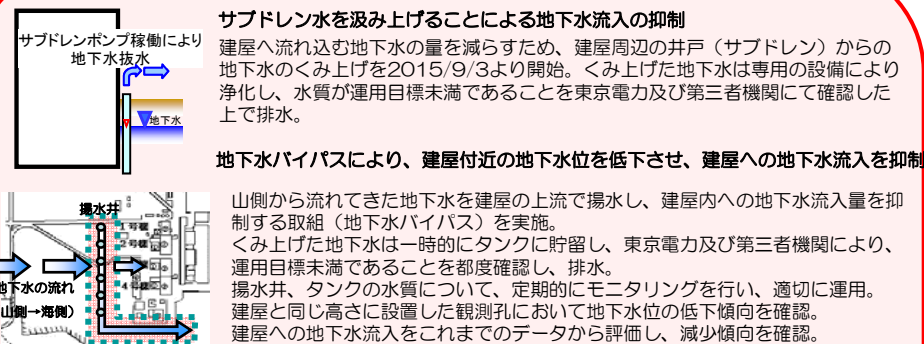 サブドレン水を汲み上げることによる地下水流入の抑制
サブドレンポンプ稼働により
地下水抜水
地下水
建屋へ流れ込む地下水の量を減らすため、建屋周辺の井戸（サブドレン）からの
地下水のくみ上げを2015/9/3より開始。くみ上げた地下水は専用の設備により
浄化し、水質が運用目標未満であることを東京電力及び第三者機関にて確認した
上で排水。
地下水バイパスにより、建屋付近の地下水位を低下させ、建屋への地下水流入を抑制
揚水井
1号機
2号機
4号機
地下水の流れ
（山側→海側）
山側から流れてきた地下水を建屋の上流で揚水し、建屋内への地下水流入量を抑
制する取組（地下水バイパス）を実施。
くみ上げた地下水は一時的にタンクに貯留し、東京電力及び第三者機関により、
運用目標未満であることを都度確認し、排水。
揚水井、タンクの水質について、定期的にモニタリングを行い、適切に運用。
建屋と同じ高さに設置した観測孔において地下水位の低下傾向を確認。
建屋への地下水流入をこれまでのデータから評価し、減少傾向を確認。